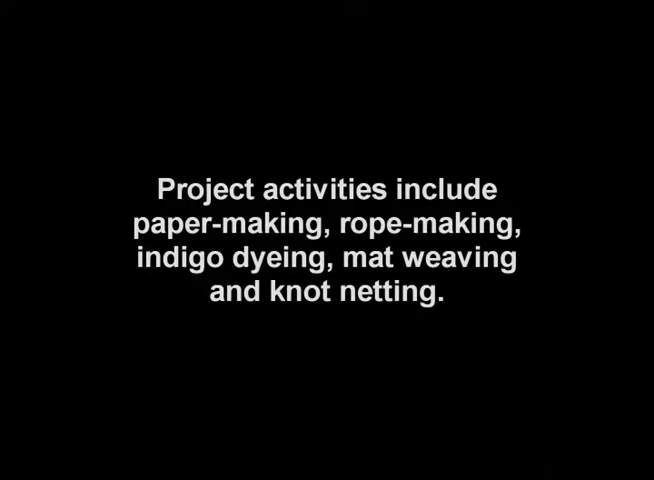 Project activities include
paper-making, rope-making,
indigo dyeing, mat weaving
and knot netting.